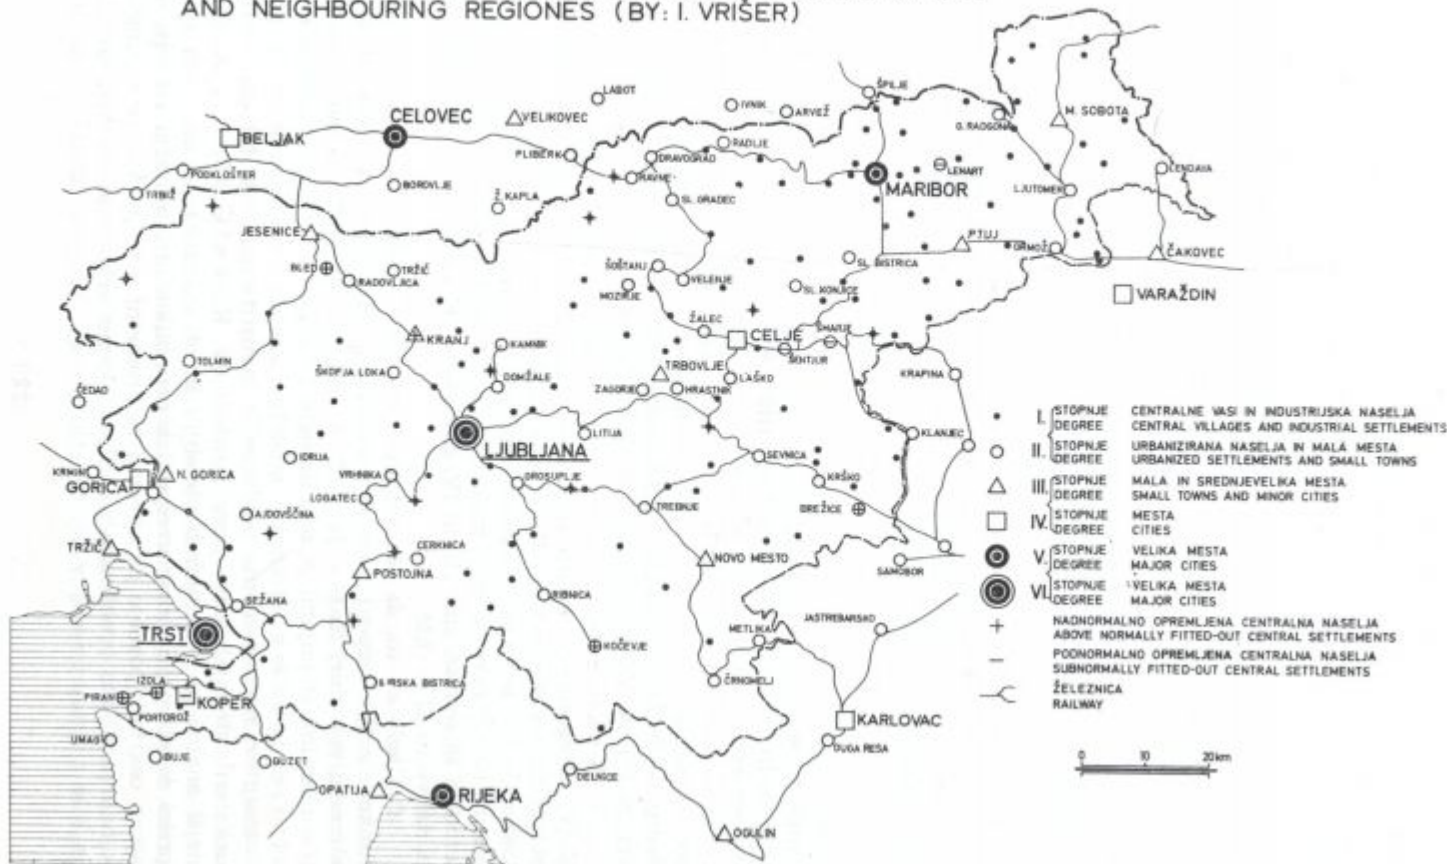 AND NEIGHBOURING REGIONES (BY: I. VRIŠER)
ŠPILJE
LABOT
IVNIK
ARVEŽ
CELOVEC
VELIKOVEC
G. RADGONA
M. SOBOTA
BELJAK
PLIBERK
RADLJE
DRAVOGRAD
LENART
LENDAVA
PODKLOŠTER
TRBIŽ
BOROVLJE
RAVNE
MARIBOR
LJUTOMER
Ž. KAPLA
SL. GRADEC
JESENICE
PTUJ
ORMOŽ
ČAKOVEC
BLED
TRŽIČ
RADOVLJICA
ŠOŠTANJ
VELENJE
MOZIRJE
SL. BISTRICA
SL. KONJICE
VARAŽDIN
KRANJ
ŽALEC
CELJE
ŠMARJE
ŠENTJUR
TOLMIN
KAMNIK
ŠKOFJA LOKA
DOMŽALE
TRBOVLJE
ZAGORJE
HRASTNIK
LAŠKO
KRAPINA
ČEDAD
LJUBLJANA
LITIJA
KLANJEC
IDRIJA
VRHNIKA
SEVNICA
KRMIN
GORICA
N. GORICA
LOGATEC
GROSUPLJE
KRŠKO
AJDOVŠČINA
TREBNJE
BREŽICE
TRŽIČ
CERKNICA
POSTOJNA
NOVO MESTO
SAMOBOR
SEŽANA
RIBNICA
TRST
METLIKA
JASTREBARSKO
KOČEVJE
IZOLA
PIRAN
KOPER
PORTOROŽ
BISTRICA
ČRNOMELJ
UMAG
BUJE
BUZET
KARLOVAC
DUGA RESA
DELNICE
OPATIJA
RIJEKA
OGULIN
I. STOPNJE DEGREE CENTRALNE VASI IN INDUSTRIJSKA NASELJA
CENTRAL VILLAGES AND INDUSTRIAL SETTLEMENTS
II. STOPNJE DEGREE URBANIZIRANA NASELJA IN MALA MESTA
URBANIZED SETTLEMENTS AND SMALL TOWNS
III. STOPNJE DEGREE MALA IN SREDNJEVELIKA MESTA
SMALL TOWNS AND MINOR CITIES
IV. STOPNJE DEGREE MESTA
CITIES
V. STOPNJE DEGREE VELIKA MESTA
MAJOR CITIES
VI. STOPNJE DEGREE VELIKA MESTA
MAJOR CITIES
+ NADNORMALNO OPREMLJENA CENTRALNA NASELJA
ABOVE NORMALLY FITTED-OUT CENTRAL SETTLEMENTS
− PODNORMALNO OPREMLJENA CENTRALNA NASELJA
SUBNORMALLY FITTED-OUT CENTRAL SETTLEMENTS
ŽELEZNICA
RAILWAY
0 10 20 km